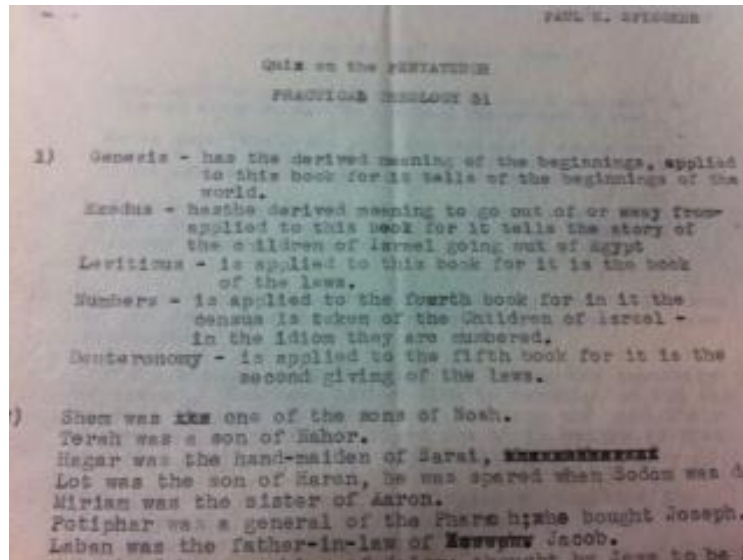 PAUL E. SPIECKER
Quiz on the PENTATEUCH
PRACTICAL THEOLOGY 51
1) Genesis - has the derived meaning of the beginnings, applied
to this book for it tells of the beginnings of the
world.
Exodus - hasthe derived meaning to go out of or away from-
applied to this book for it tells the story of
the children of Israel going out of Egypt
Leviticus - is applied to this book for it is the book
of the laws.
Numbers - is applied to the fourth book for in it the
census is taken of the Children of Israel -
in the idiom they are numbered.
Deuteronomy - is applied to the fifth book for it is the
second giving of the laws.
) Shem was one of the sons of Noah.
Terah was a son of Nahor.
Hagar was the hand-maiden of Sarai,
Lot was the son of Haran, he was spared when Sodom was d
Miriam was the sister of Aaron.
Potiphar was a general of the bought Joseph.
Laban was the father-in-law of Jacob.